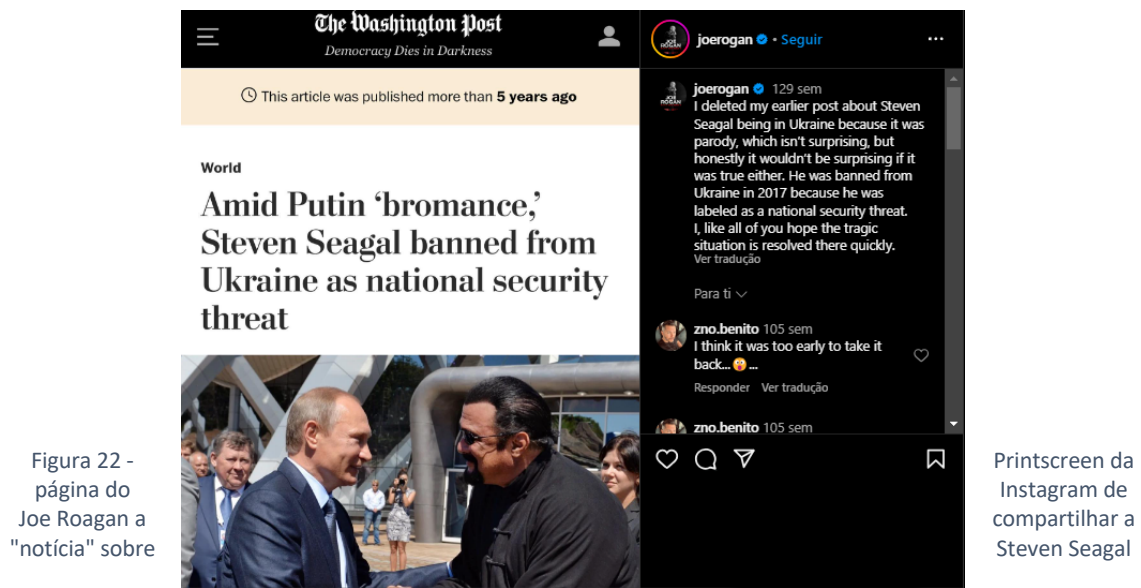 The Washington Post
Democracy Dies in Darkness
This article was published more than 5 years ago
World
Amid Putin ‘bromance,’
Steven Seagal banned from
Ukraine as national security
threat
joerogan • Seguir
joerogan 129 sem
I deleted my earlier post about Steven
Seagal being in Ukraine because it was
parody, which isn't surprising, but
honestly it wouldn't be surprising if it
was true either. He was banned from
Ukraine in 2017 because he was
labeled as a national security threat.
I, like all of you hope the tragic
situation is resolved there quickly.
Ver tradução
Para ti
zno.benito 105 sem
I think it was too early to take it
back...😲...
Responder Ver tradução
zno.benito 105 sem
Figura 22 -
página do
Joe Roagan a
"notícia" sobre
Printscreen da
Instagram de
compartilhar a
Steven Seagal